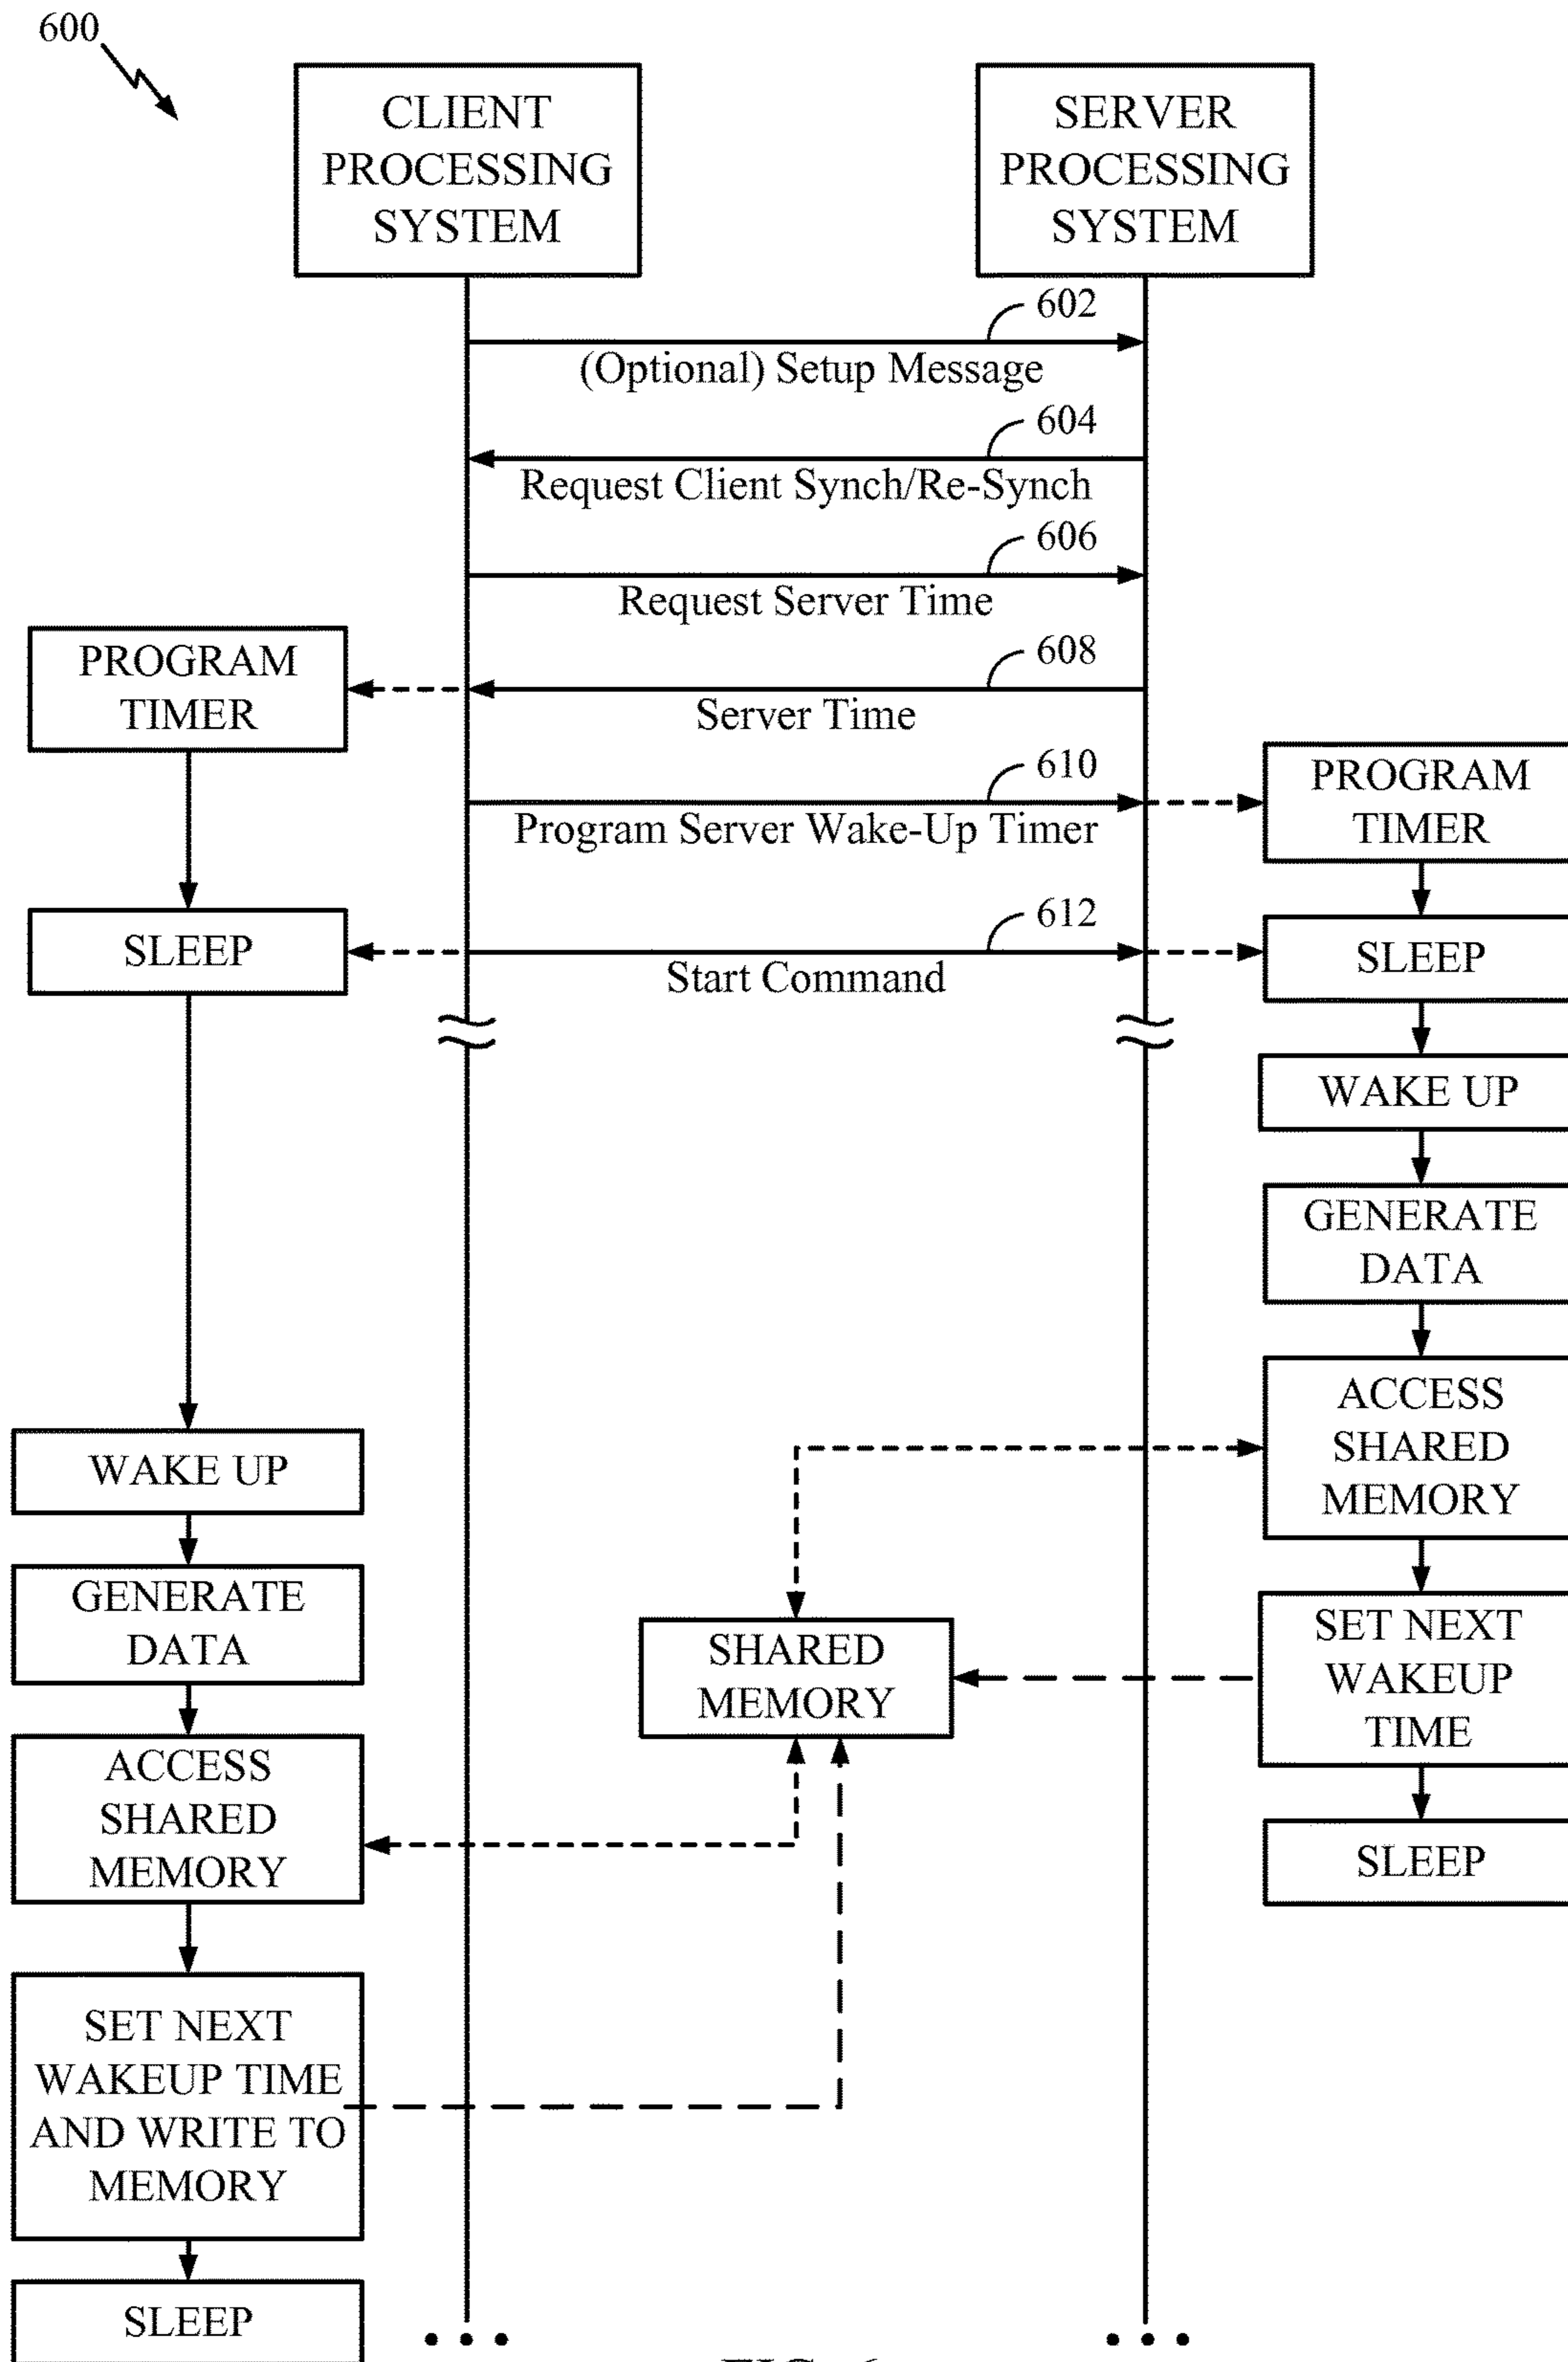 600
CLIENT
PROCESSING
SYSTEM
SERVER
PROCESSING
SYSTEM
602
(Optional) Setup Message
604
Request Client Synch/Re-Synch
606
Request Server Time
PROGRAM
TIMER
608
Server Time
610
Program Server Wake-Up Timer
PROGRAM
TIMER
SLEEP
612
Start Command
SLEEP
WAKE UP
GENERATE
DATA
ACCESS
SHARED
MEMORY
WAKE UP
GENERATE
DATA
SHARED
MEMORY
SET NEXT
WAKEUP
TIME
ACCESS
SHARED
MEMORY
SLEEP
SET NEXT
WAKEUP TIME
AND WRITE TO
MEMORY
SLEEP